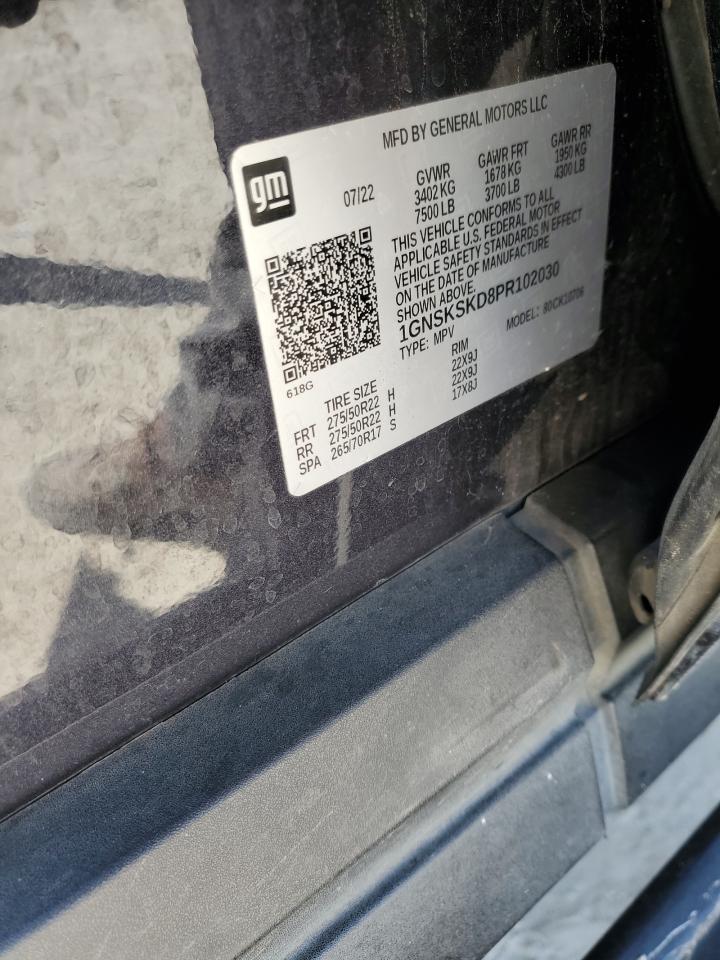 MFD BY GENERAL MOTORS LLC
gm
07/22
GVWR
3402 KG
7500 LB
GAWR FRT
1678 KG
3700 LB
GAWR RR
1950 KG
4300 LB
THIS VEHICLE CONFORMS TO ALL
APPLICABLE U.S. FEDERAL MOTOR
VEHICLE SAFETY STANDARDS IN EFFECT
ON THE DATE OF MANUFACTURE
SHOWN ABOVE.
1GNSKSKD8PR102030
TYPE: MPV MODEL: 80CK10706
618G
TIRE SIZE RIM
FRT 275/50R22 H 22X9J
RR 275/50R22 H 22X9J
SPA 265/70R17 S 17X8J